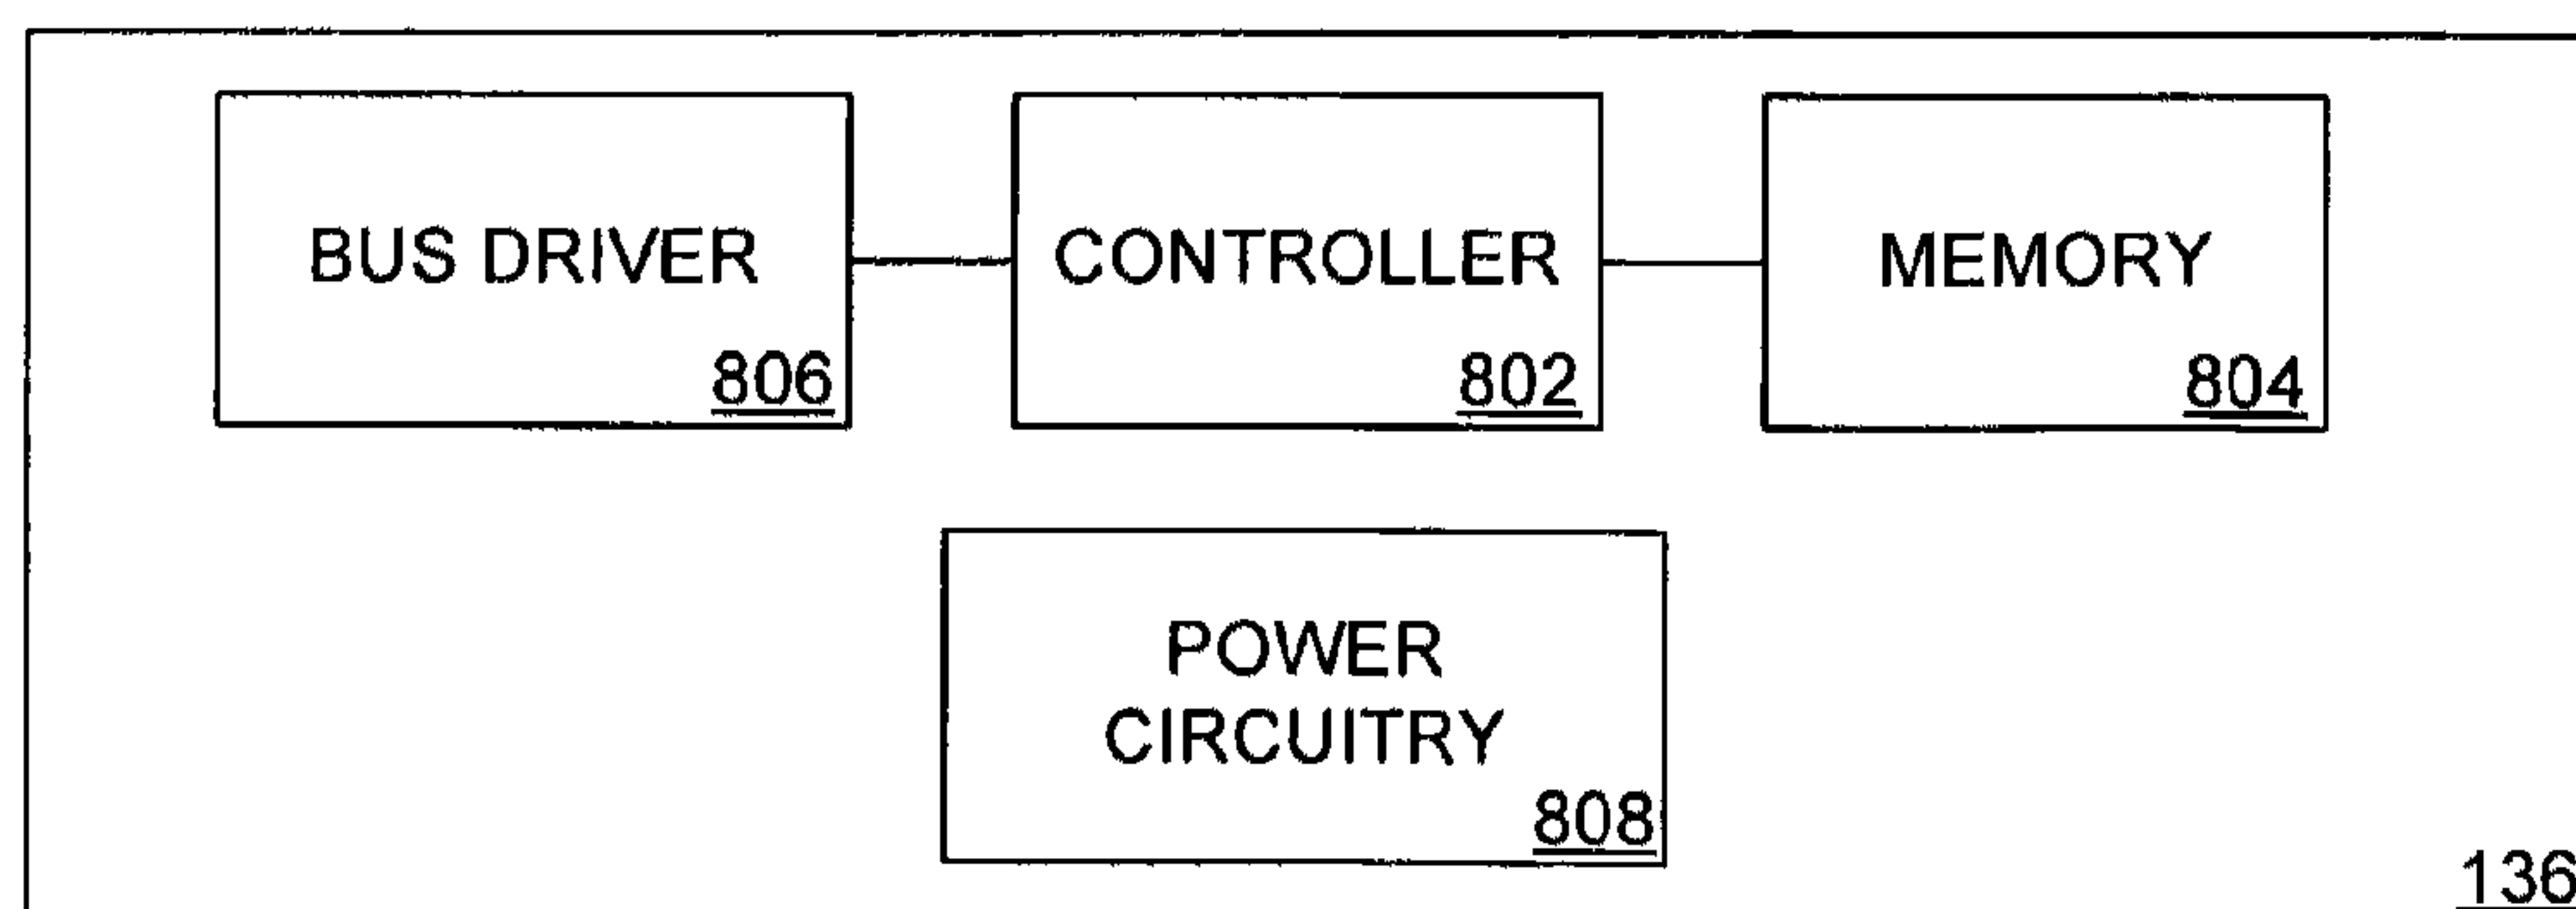 BUS DRIVER
806
CONTROLLER
802
MEMORY
804
POWER
CIRCUITRY
808
136